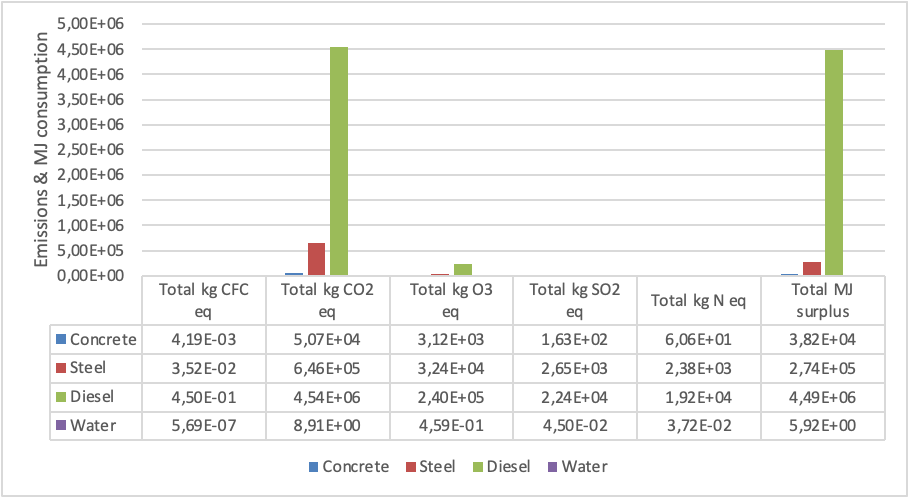 Emissions & MJ consumption
5,00E+06
4,50E+06
4,00E+06
3,50E+06
3,00E+06
2,50E+06
2,00E+06
1,50E+06
1,00E+06
5,00E+05
0,00E+00
Total kg CFC eq Total kg CO2 eq Total kg O3 eq Total kg SO2 eq Total kg N eq Total MJ surplus
Concrete 4,19E-03 5,07E+04 3,12E+03 1,63E+02 6,06E+01 3,82E+04
Steel 3,52E-02 6,46E+05 3,24E+04 2,65E+03 2,38E+03 2,74E+05
Diesel 4,50E-01 4,54E+06 2,40E+05 2,24E+04 1,92E+04 4,49E+06
Water 5,69E-07 8,91E+00 4,59E-01 4,50E-02 3,72E-02 5,92E+00
Concrete Steel Diesel Water